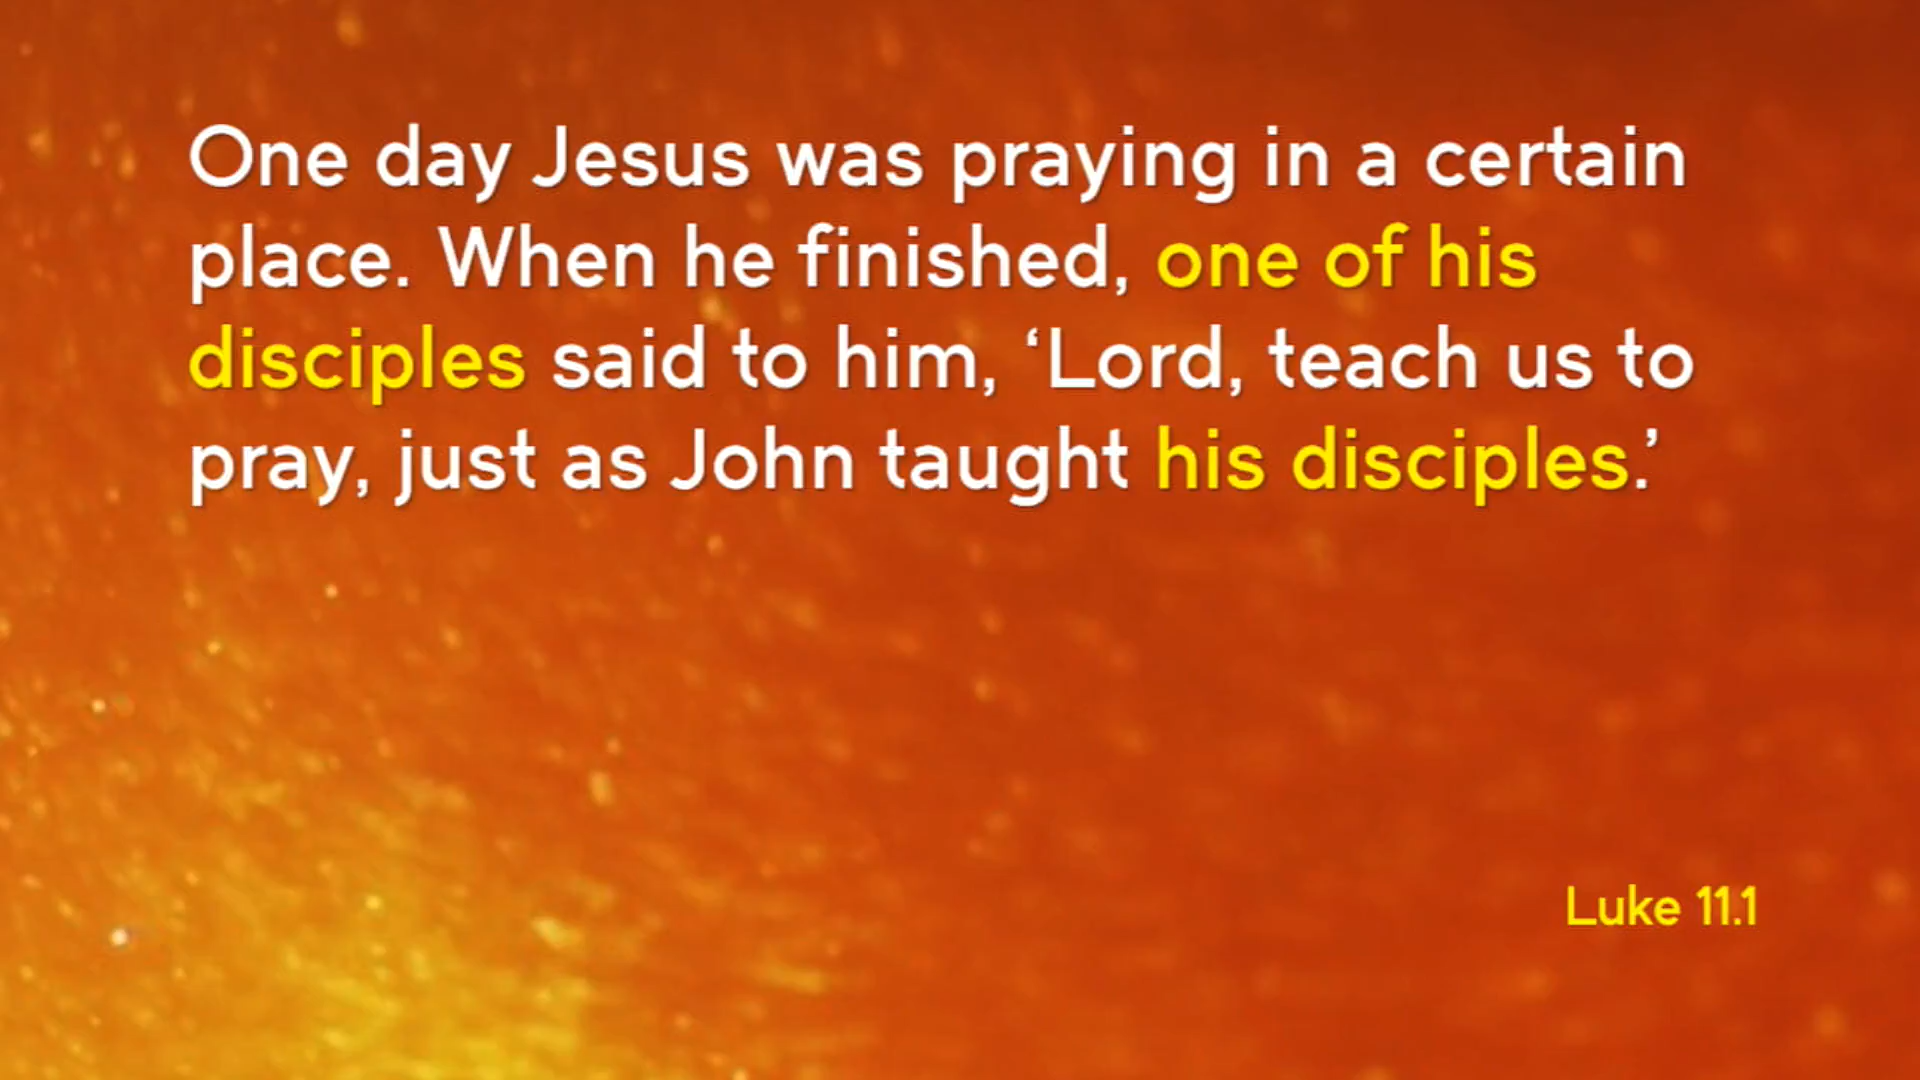 One day Jesus was praying in a certain
place. When he finished, one of his
disciples said to him, ‘Lord, teach us to
pray, just as John taught his disciples.’
Luke 11.1